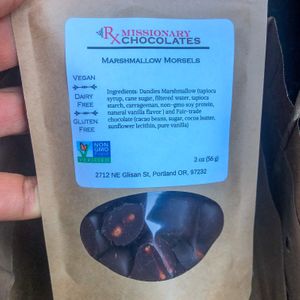 Rx MISSIONARY
CHOCOLATES
MARSHMALLOW MORSELS
VEGAN
DAIRY
FREE
GLUTEN
FREE
Ingredients: Dandies Marshmallow (tapioca
syrup, cane sugar, filtered water, tapioca
starch, carrageenan, non-gmo soy protein,
natural vanilla flavor ) and Fair-trade
chocolate (cacao beans, sugar, cocoa butter,
sunflower lecithin, pure vanilla)
NON
GMO
2 oz (56 g)
2712 NE Glisan St, Portland OR, 97232